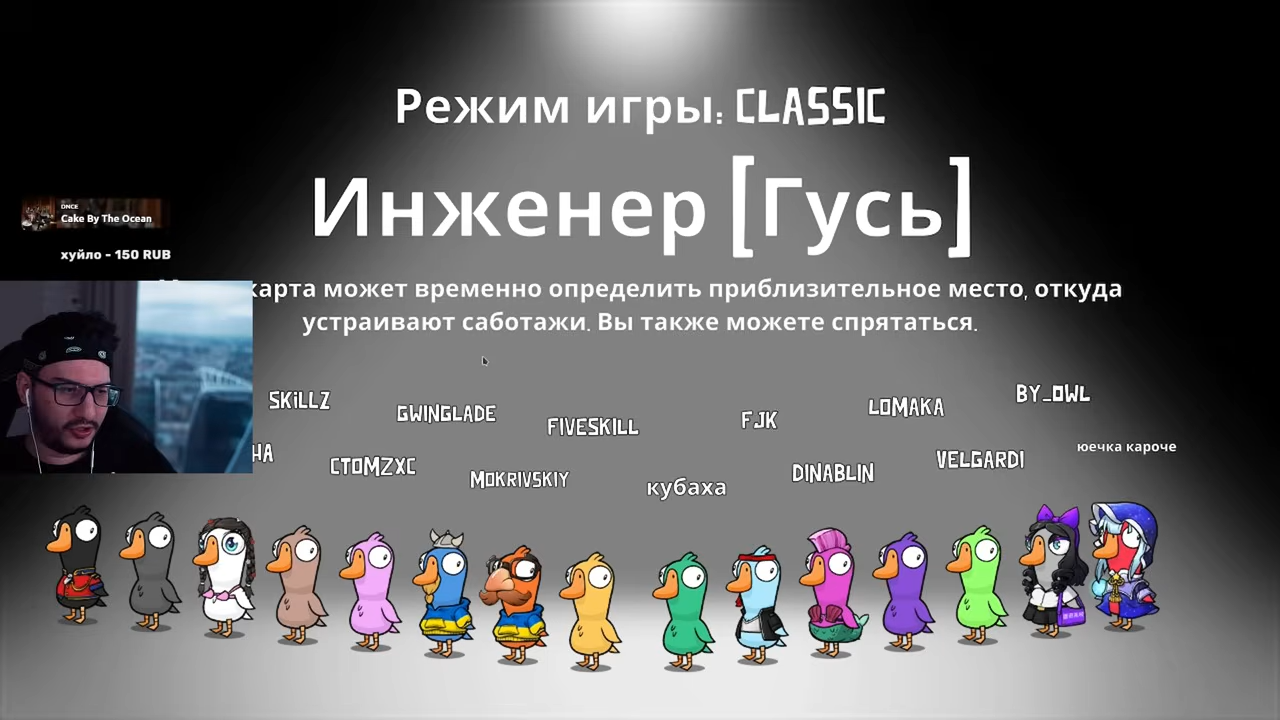 Режим игры: CLASSIC
Инженер [Гусь]
ONCE
Cake By The Ocean
хуйло - 150 RUB
карта может временно определить приблизительное место, откуда
устраивают саботажи. Вы также можете спрятаться.
SKiLLZ
GWINGLADE
FIVESKILL
FJK
LOMAKA
BY_OWL
HA
CTOMZXC
MOKRIVSKIY
кубаха
DINABLIN
VELGARDI
юечка кароче